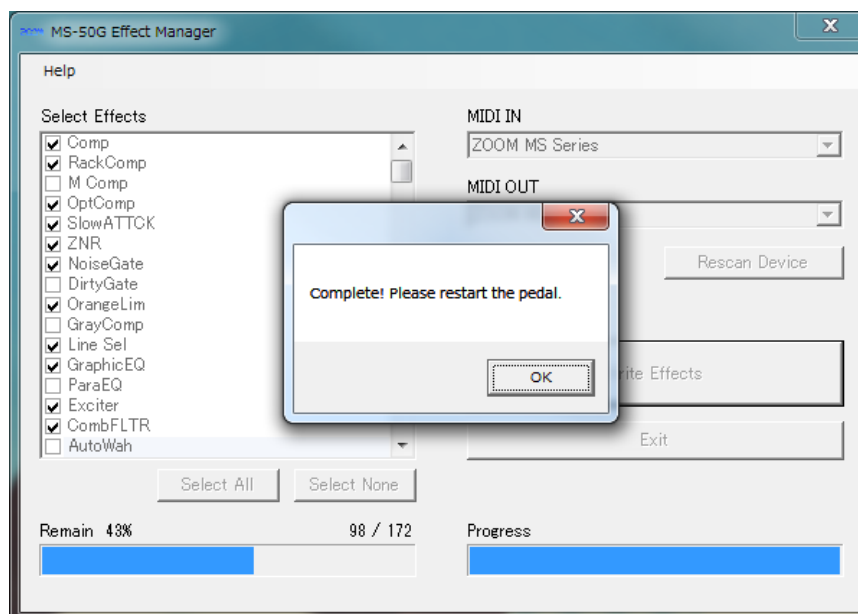 ZOOM MS-50G Effect Manager
Help
Select Effects
Comp
RackComp
M Comp
OptComp
SlowATTCK
ZNR
NoiseGate
DirtyGate
OrangeLim
GrayComp
Line Sel
GraphicEQ
ParaEQ
Exciter
CombFLTR
AutoWah
Select All
Select None
Remain 43%
98 / 172
MIDI IN
ZOOM MS Series
MIDI OUT
Rescan Device
Complete! Please restart the pedal.
OK
rite Effects
Exit
Progress